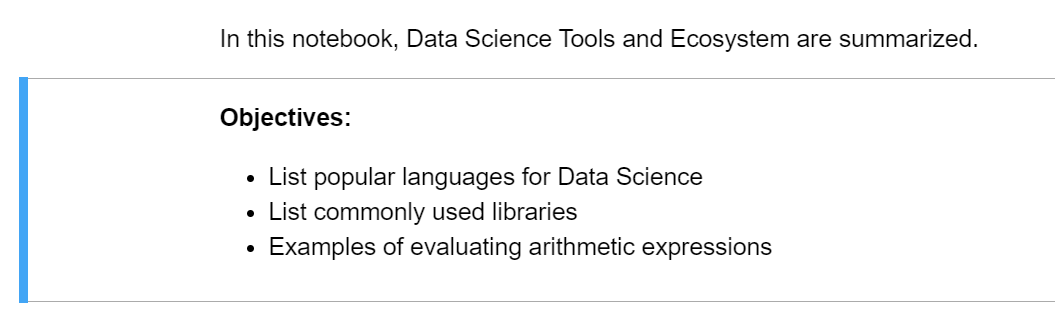 In this notebook, Data Science Tools and Ecosystem are summarized.
Objectives:
• List popular languages for Data Science
• List commonly used libraries
• Examples of evaluating arithmetic expressions